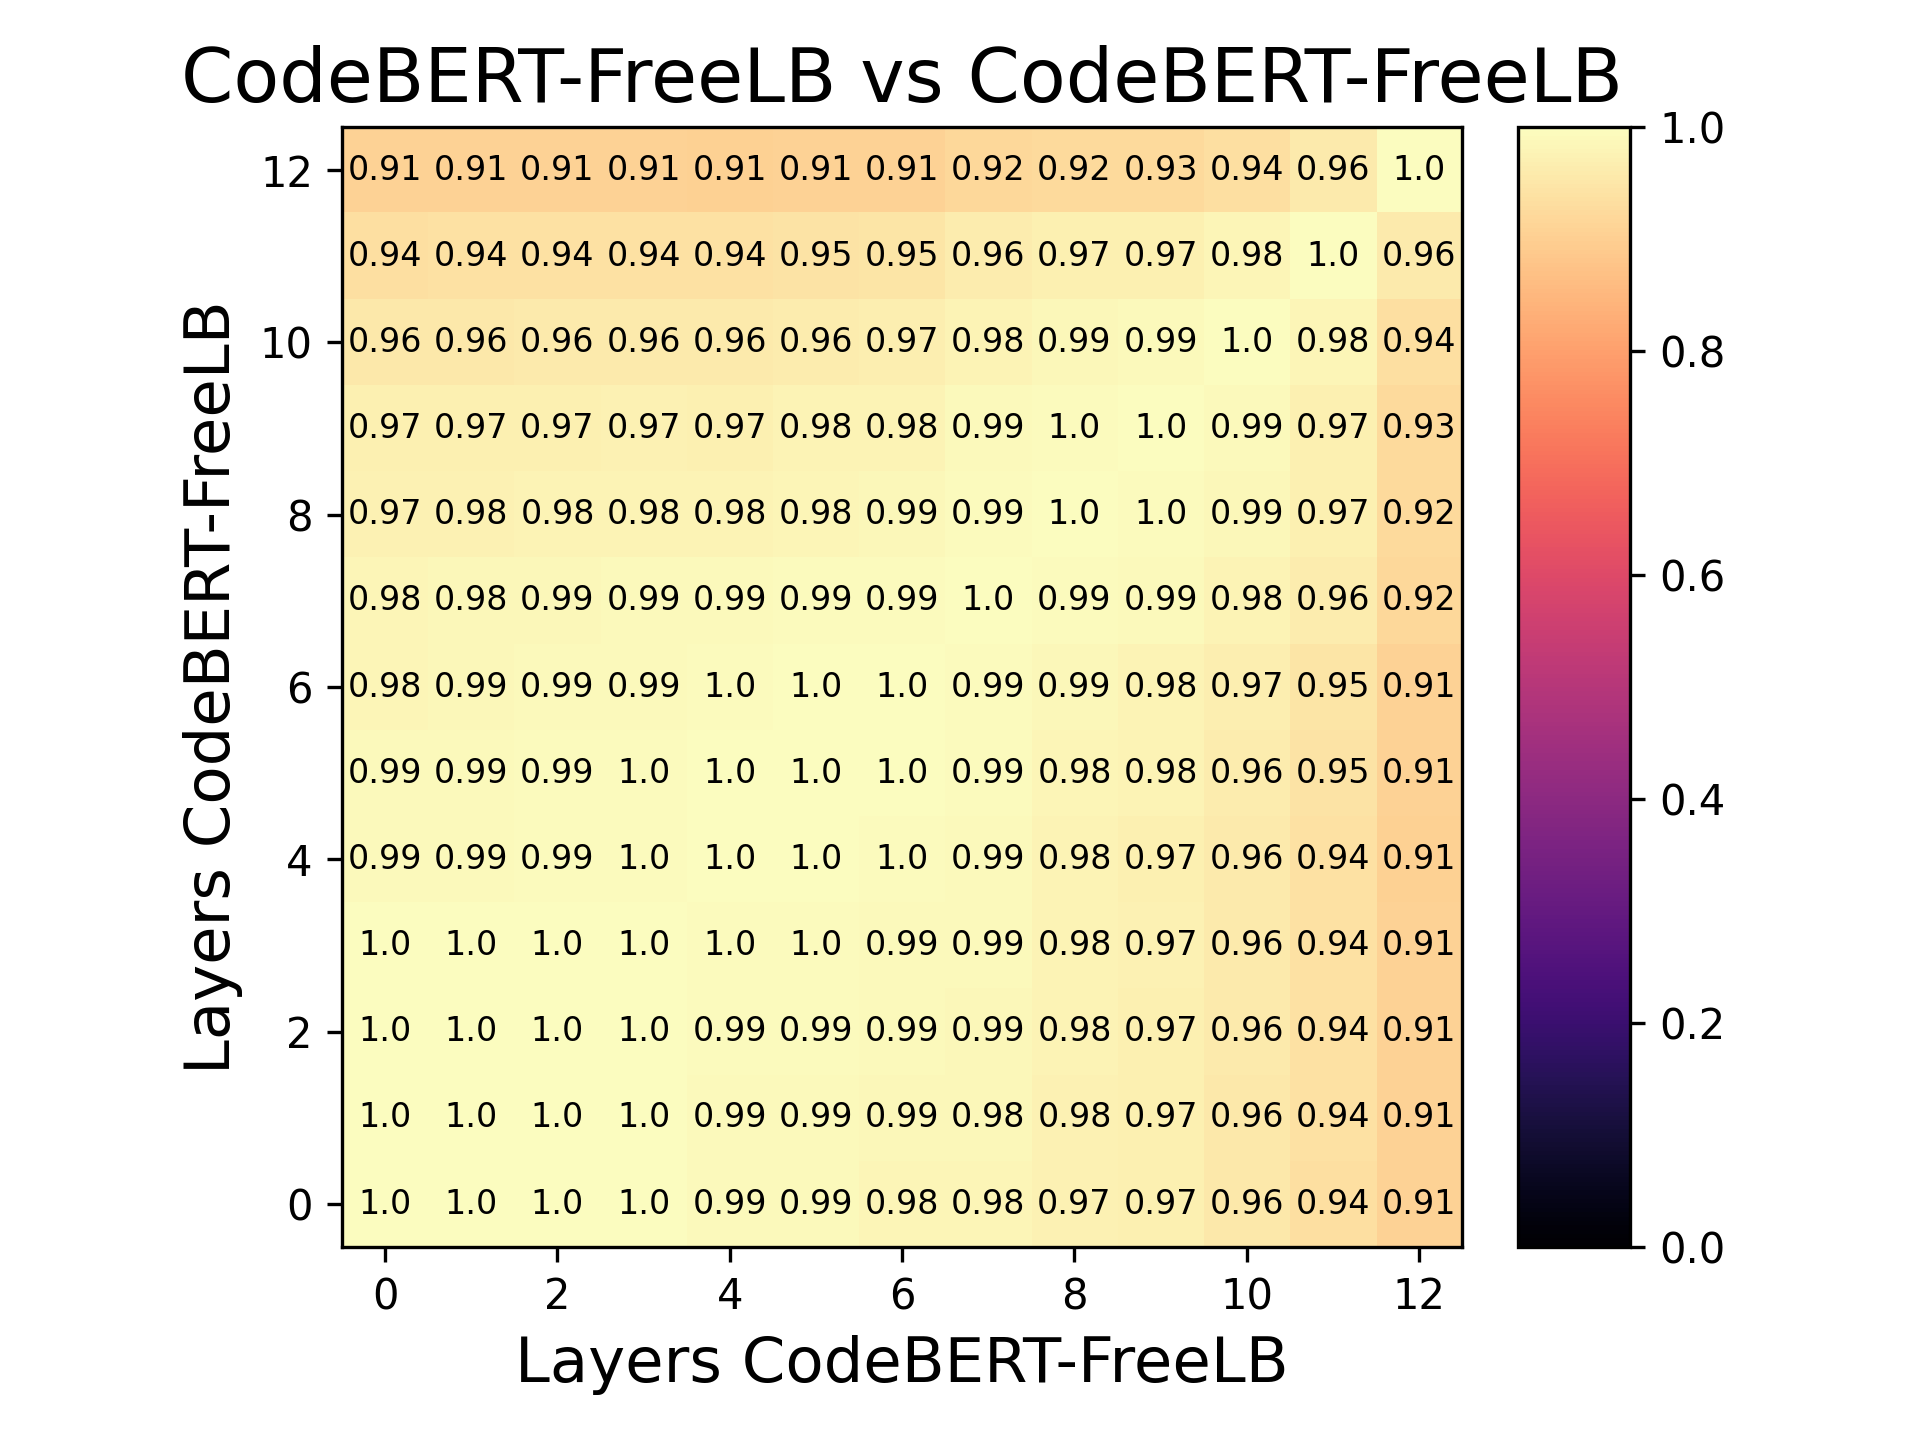 CodeBERT-FreeLB vs CodeBERT-FreeLB
Layers CodeBERT-FreeLB
12 0.91 0.91 0.91 0.91 0.91 0.91 0.91 0.92 0.92 0.93 0.94 0.96 1.0
0.94 0.94 0.94 0.94 0.94 0.95 0.95 0.96 0.97 0.97 0.98 1.0 0.96
10 0.96 0.96 0.96 0.96 0.96 0.96 0.97 0.98 0.99 0.99 1.0 0.98 0.94
0.97 0.97 0.97 0.97 0.97 0.98 0.98 0.99 1.0 1.0 0.99 0.97 0.93
8 0.97 0.98 0.98 0.98 0.98 0.98 0.99 0.99 1.0 1.0 0.99 0.97 0.92
0.98 0.98 0.99 0.99 0.99 0.99 0.99 1.0 0.99 0.99 0.98 0.96 0.92
6 0.98 0.99 0.99 0.99 1.0 1.0 1.0 0.99 0.99 0.98 0.97 0.95 0.91
0.99 0.99 0.99 1.0 1.0 1.0 1.0 0.99 0.98 0.98 0.96 0.95 0.91
4 0.99 0.99 0.99 1.0 1.0 1.0 1.0 0.99 0.98 0.97 0.96 0.94 0.91
1.0 1.0 1.0 1.0 1.0 1.0 0.99 0.99 0.98 0.97 0.96 0.94 0.91
2 1.0 1.0 1.0 1.0 0.99 0.99 0.99 0.99 0.98 0.97 0.96 0.94 0.91
1.0 1.0 1.0 1.0 0.99 0.99 0.99 0.98 0.98 0.97 0.96 0.94 0.91
0 1.0 1.0 1.0 1.0 0.99 0.99 0.98 0.98 0.97 0.97 0.96 0.94 0.91
0 2 4 6 8 10 12
Layers CodeBERT-FreeLB
1.0
0.8
0.6
0.4
0.2
0.0